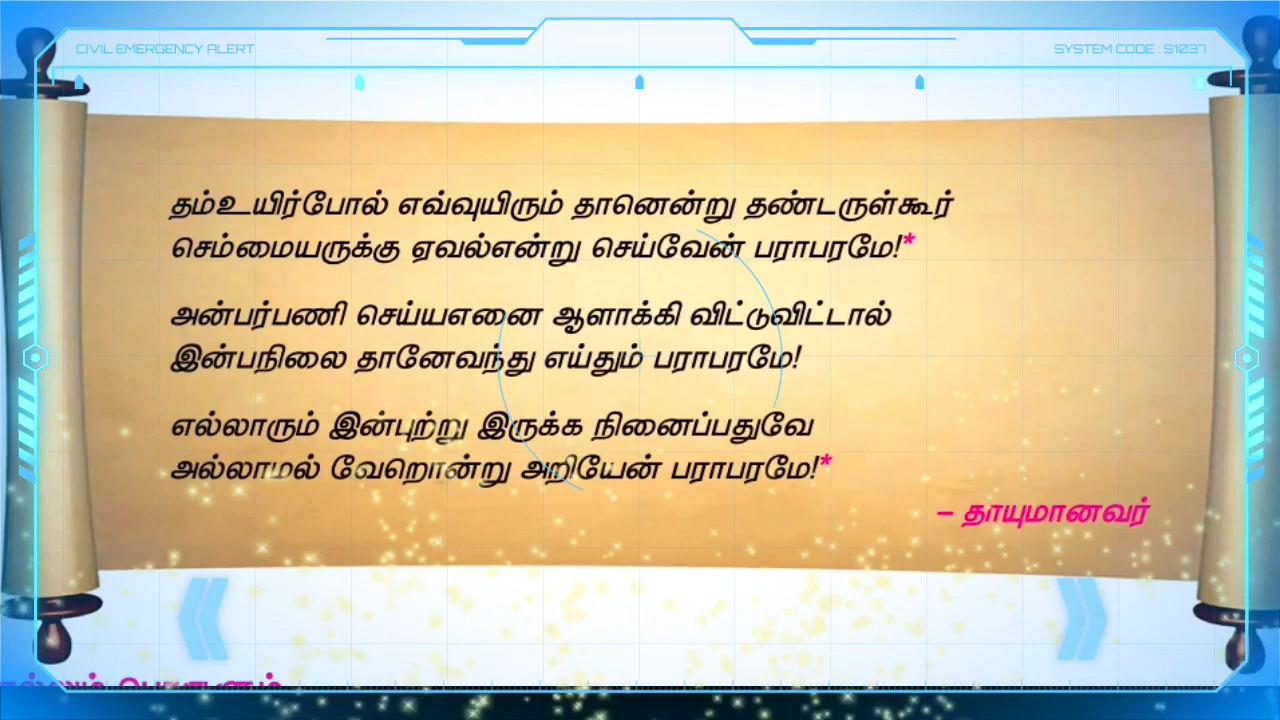 CIVIL EMERGENCY ALERT
SYSTEM CODE : S1037
தம்உயிர்போல் எவ்வுயிரும் தானென்று தண்டருள்கூர்
செம்மையருக்கு ஏவல்என்று செய்வேன் பராபரமே!*
அன்பர்பணி செய்யஎனை ஆளாக்கி விட்டுவிட்டால்
இன்பநிலை தானேவந்து எய்தும் பராபரமே!
எல்லாரும் இன்புற்று இருக்க நினைப்பதுவே
அல்லாமல் வேறொன்று அறியேன் பராபரமே!*
– தாயுமானவர்